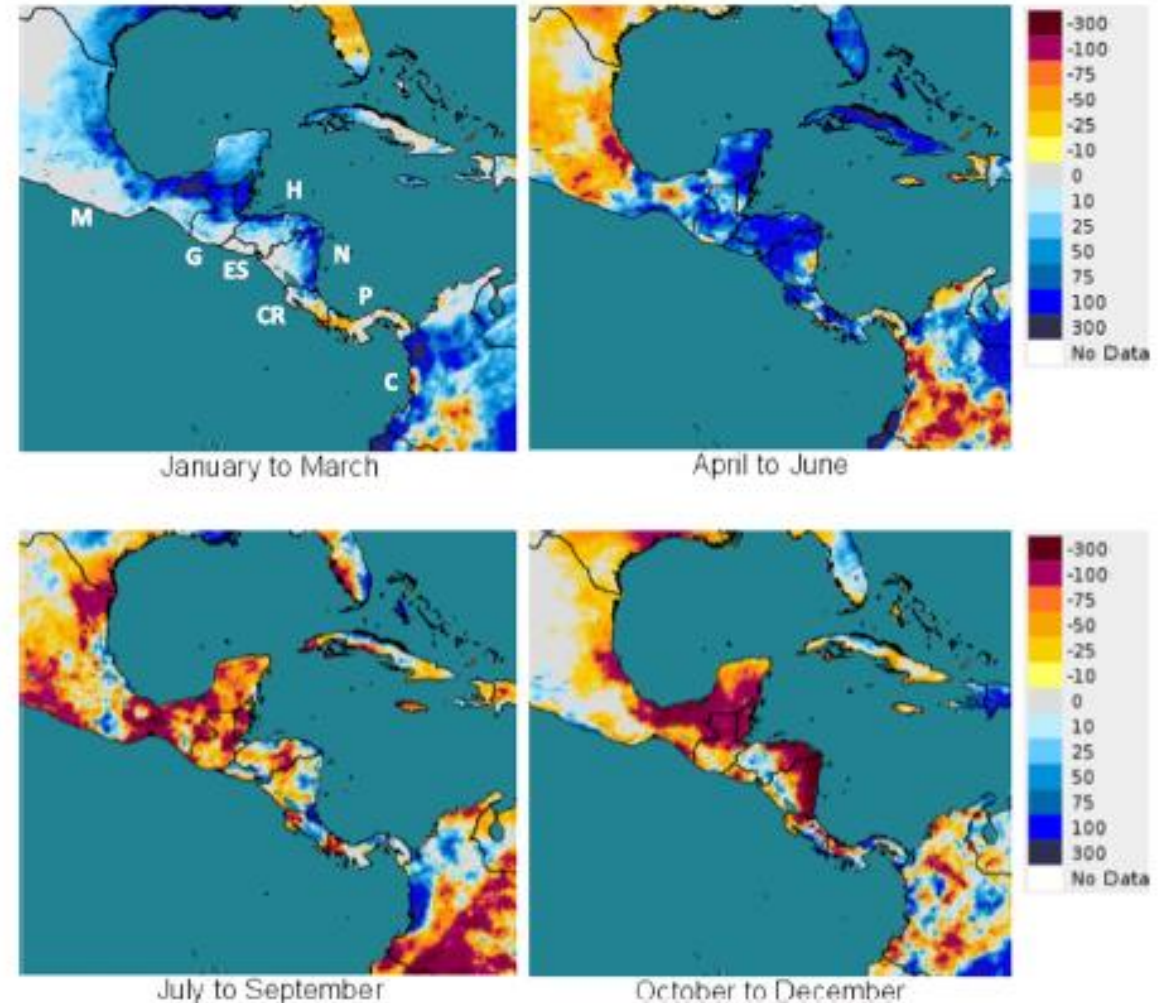 -300
-100
-75
-50
-25
-10
0
10
25
50
75
100
300
No Data
M
H
G
ES
N
CR
P
C
January to March
April to June
-300
-100
-75
-50
-25
-10
0
10
25
50
75
100
300
No Data
July to September
October to December